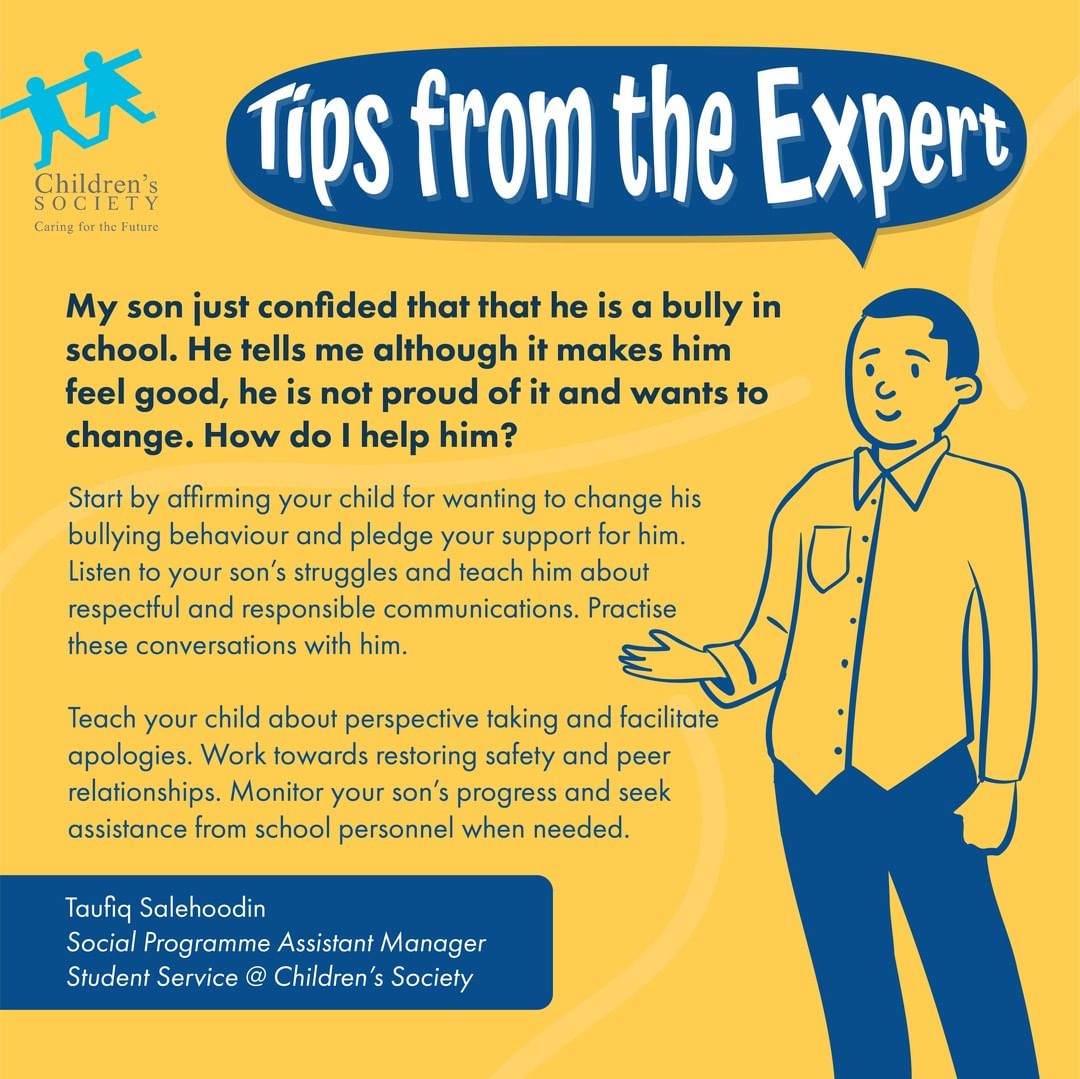 Children's
SOCIETY
Caring for the Future
Tips from the Expert
My son just confided that that he is a bully in
school. He tells me although it makes him
feel good, he is not proud of it and wants to
change. How do I help him?
Start by affirming your child for wanting to change his
bullying behaviour and pledge your support for him.
Listen to your son's struggles and teach him about
respectful and responsible communications. Practise
these conversations with him.
Teach your child about perspective taking and facilitate
apologies. Work towards restoring safety and peer
relationships. Monitor your son's progress and seek
assistance from school personnel when needed.
Taufiq Salehoodin
Social Programme Assistant Manager
Student Service @ Children's Society